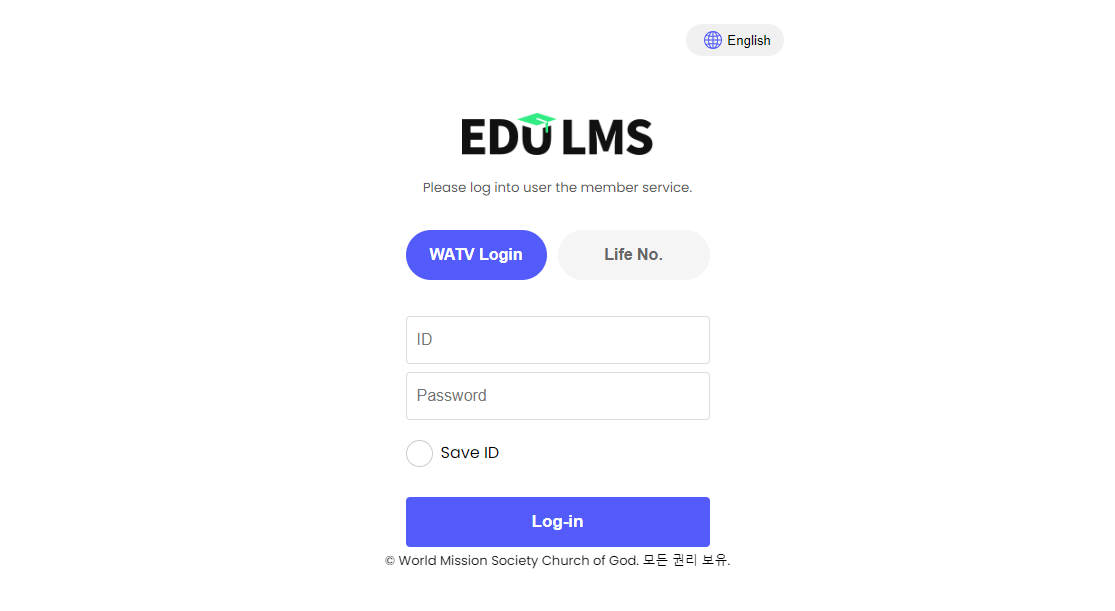 English
EDU LMS
Please log into user the member service.
WATV Login
Life No.
ID
Password
Save ID
Log-in
© World Mission Society Church of God. 모든 권리 보유.